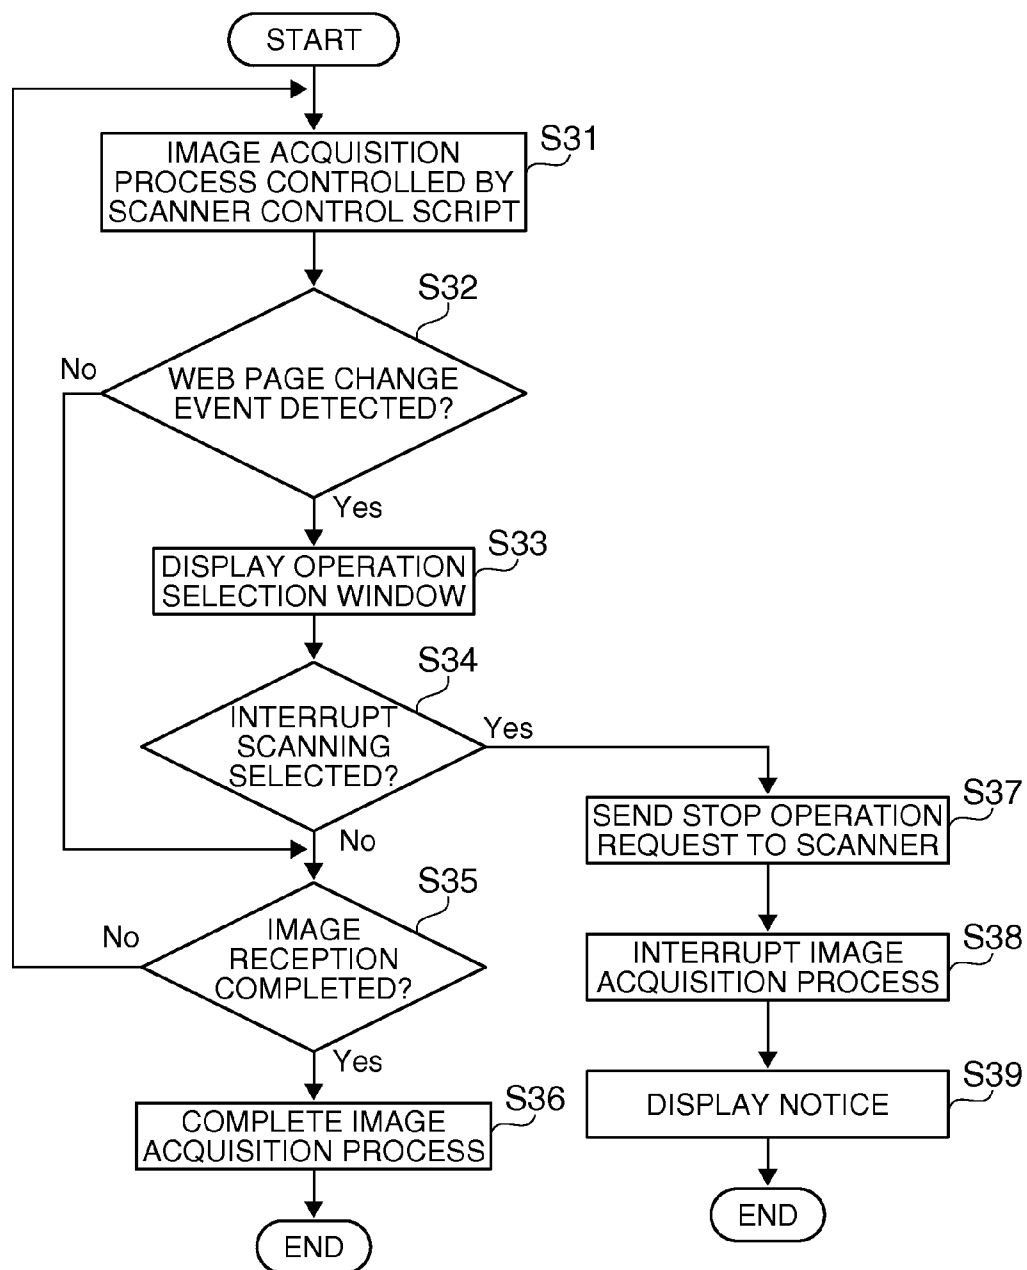 START
S31
IMAGE ACQUISITION
PROCESS CONTROLLED BY
SCANNER CONTROL SCRIPT
S32
No
WEB PAGE CHANGE
EVENT DETECTED?
Yes
S33
DISPLAY OPERATION
SELECTION WINDOW
S34
INTERRUPT
SCANNING
SELECTED?
Yes
No
S35
IMAGE
RECEPTION
COMPLETED?
No
Yes
S36
COMPLETE IMAGE
ACQUISITION PROCESS
END
S37
SEND STOP OPERATION
REQUEST TO SCANNER
S38
INTERRUPT IMAGE
ACQUISITION PROCESS
S39
DISPLAY NOTICE
END